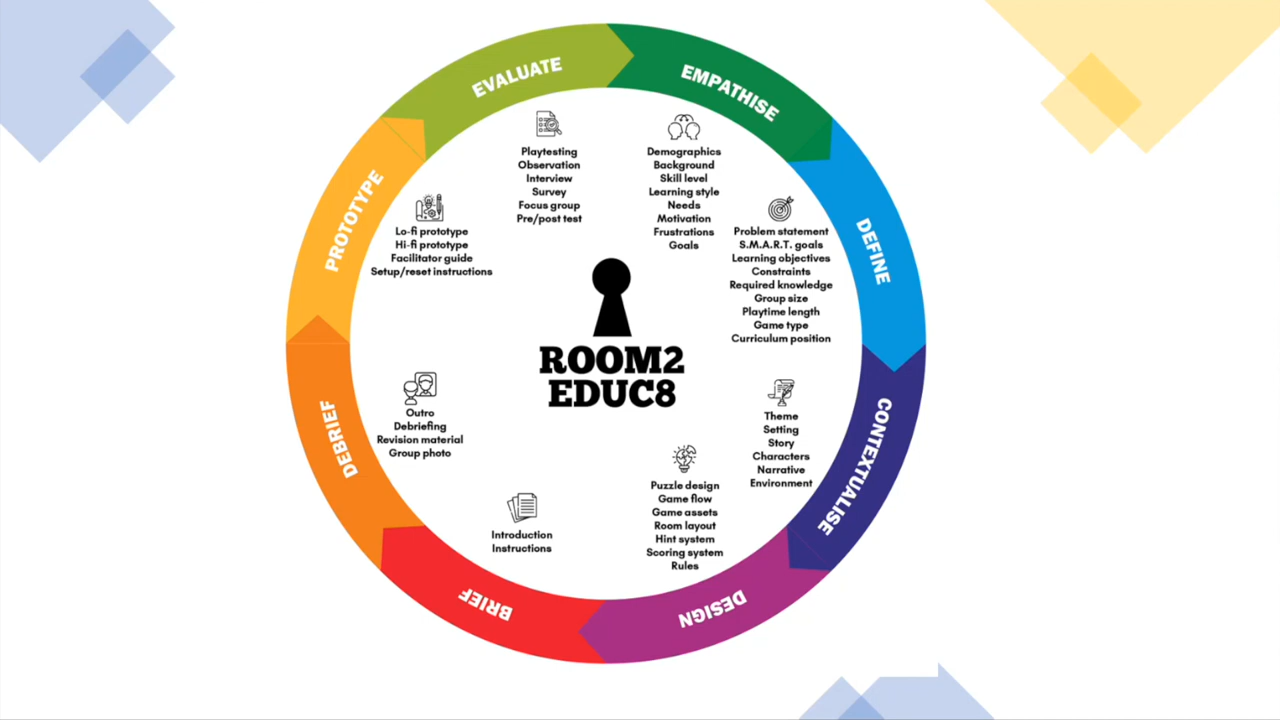 EVALUATE
EMPATHISE
DEFINE
CONTEXTUALISE
DESIGN
BRIEF
DEBRIEF
PROTOTYPE
Playtesting
Observation
Interview
Survey
Focus group
Pre/post test
Demographics
Background
Skill level
Learning style
Needs
Motivation
Frustrations
Goals
Problem statement
S.M.A.R.T. goals
Learning objectives
Constraints
Required knowledge
Group size
Playtime length
Game type
Curriculum position
Theme
Setting
Story
Characters
Narrative
Environment
Puzzle design
Game flow
Game assets
Room layout
Hint system
Scoring system
Rules
Introduction
Instructions
Outro
Debriefing
Revision material
Group photo
Lo-fi prototype
Hi-fi prototype
Facilitator guide
Setup/reset instructions
ROOM2
EDUC8